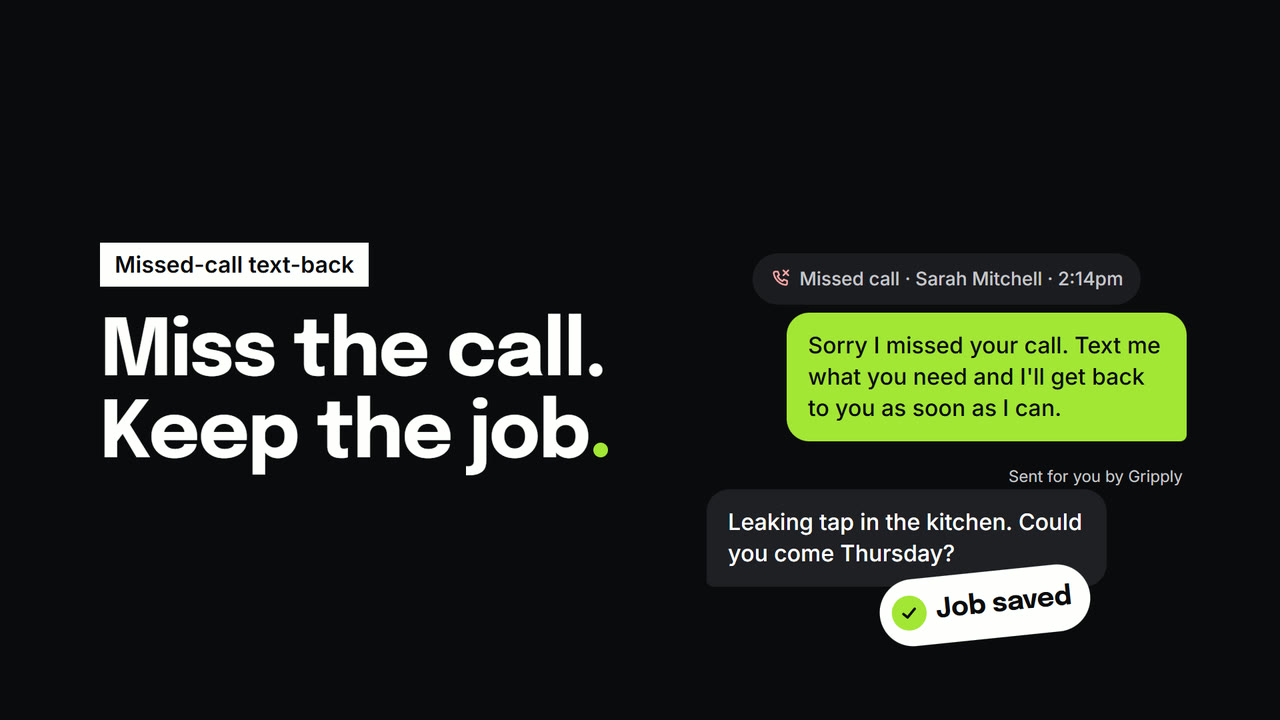 Missed-call text-back
Miss the call.
Keep the job.
Missed call · Sarah Mitchell · 2:14pm
Sorry I missed your call. Text me
what you need and I'll get back
to you as soon as I can.
Sent for you by Gripply
Leaking tap in the kitchen. Could
you come Thursday?
Job saved